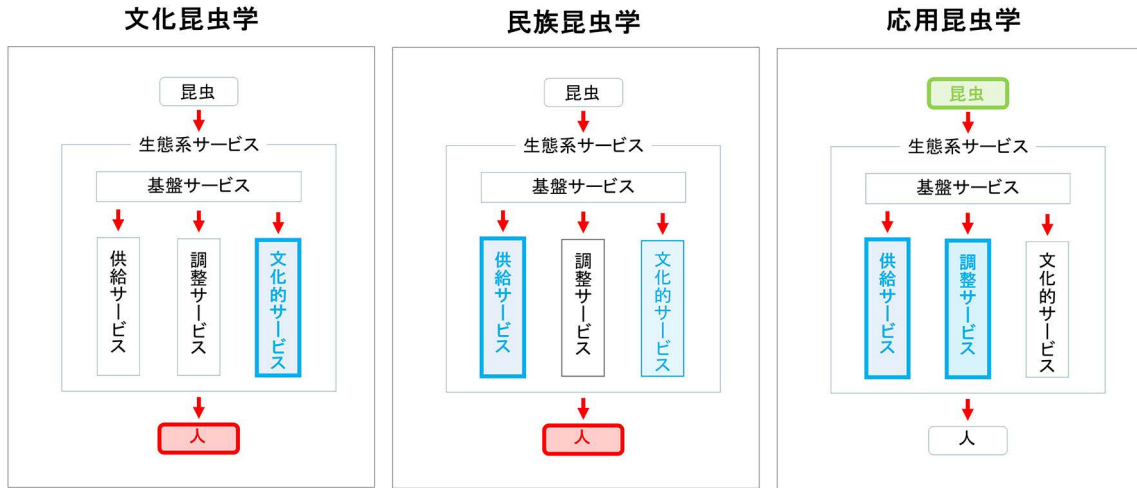 文化昆虫学
昆虫
生態系サービス
基盤サービス
供給サービス
調整サービス
文化的サービス
人
民族昆虫学
昆虫
生態系サービス
基盤サービス
供給サービス
調整サービス
文化的サービス
人
応用昆虫学
昆虫
生態系サービス
基盤サービス
供給サービス
調整サービス
文化的サービス
人